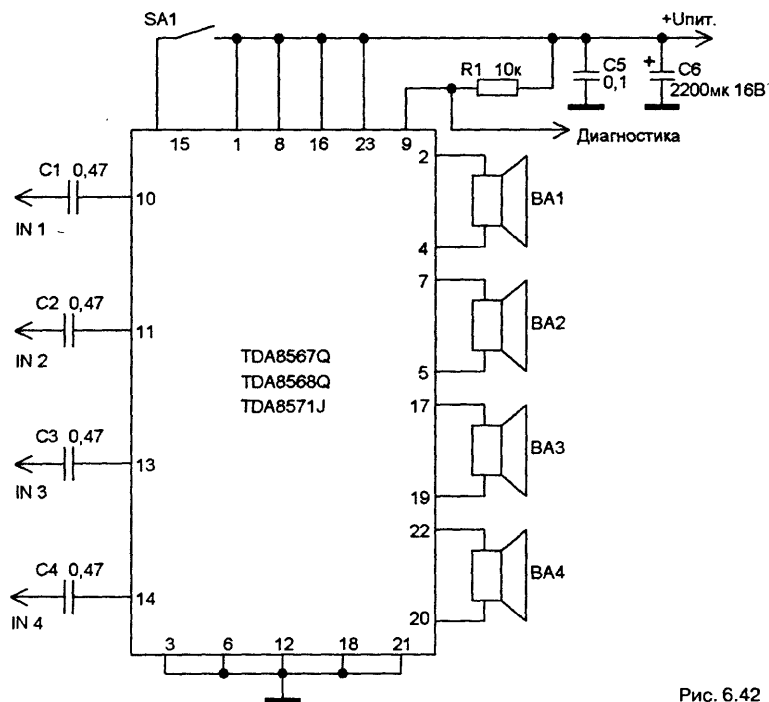 SA1
+Uпит.
R1 10к
C5
0,1
+
C6
2200мк 16В
Диагностика
15 1 8 16 23 9
C1 0,47
10
IN 1
C2 0,47
11
IN 2
C3 0,47
13
IN 3
C4 0,47
14
IN 4
TDA8567Q
TDA8568Q
TDA8571J
2
4
BA1
7
5
BA2
17
19
BA3
22
20
BA4
3 6 12 18 21
Рис. 6.42